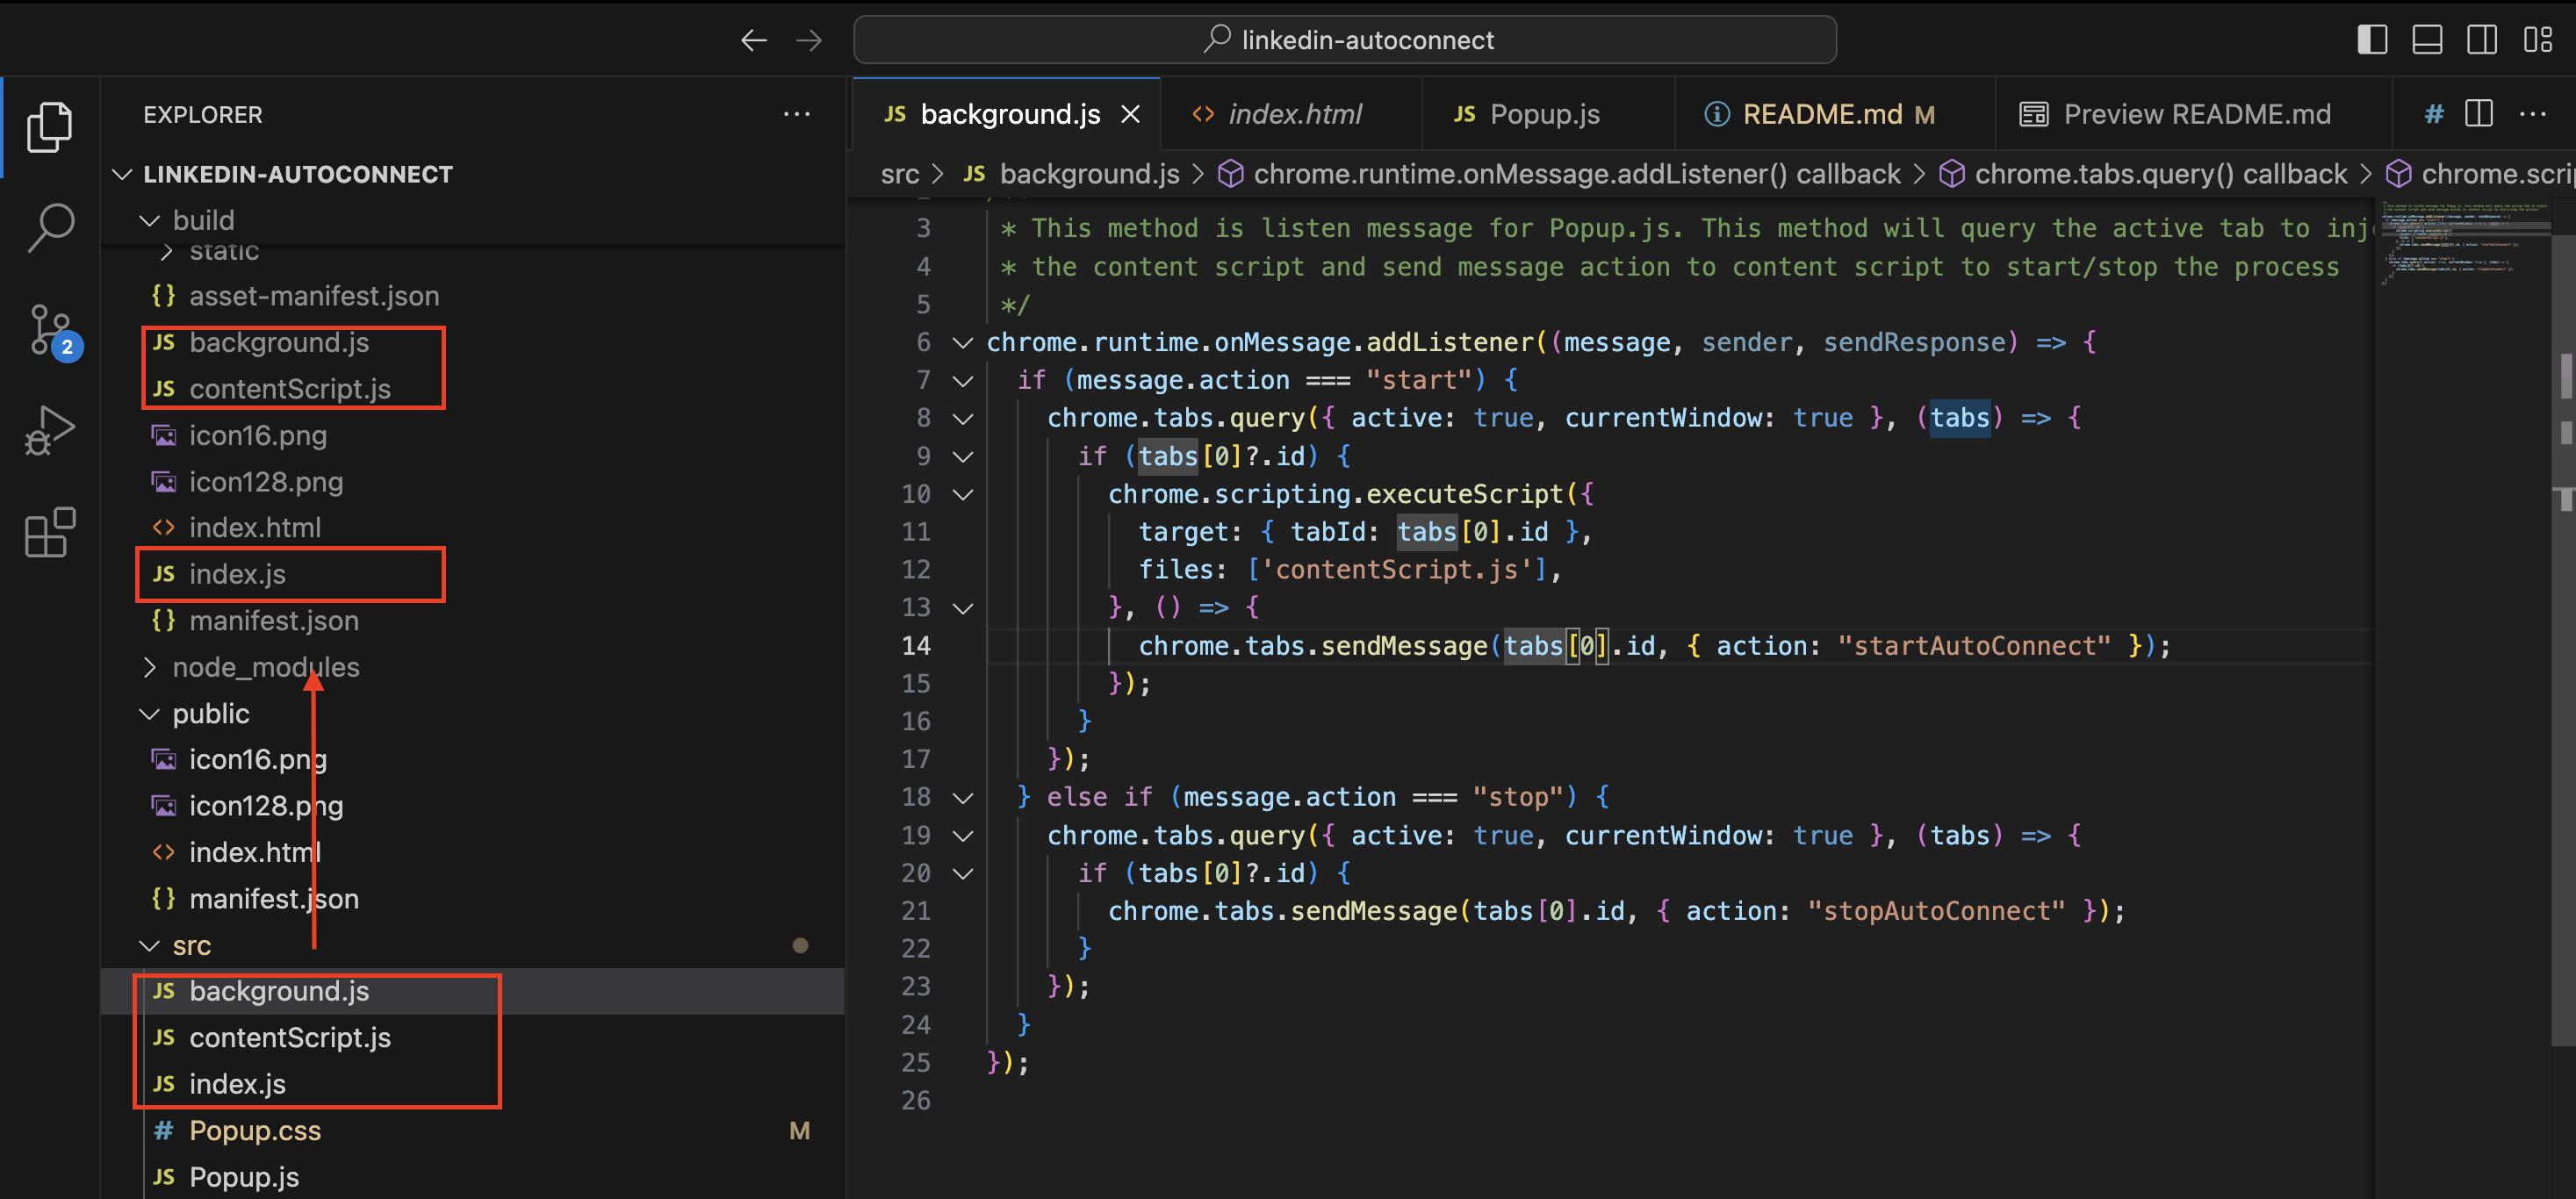 linkedin-autoconnect
EXPLORER
LINKEDIN-AUTOCONNECT
build
static
{} asset-manifest.json
JS background.js
JS contentScript.js
icon16.png
icon128.png
<> index.html
JS index.js
{} manifest.json
node_modules
public
icon16.png
icon128.png
<> index.html
{} manifest.json
src
JS background.js
JS contentScript.js
JS index.js
# Popup.css M
JS Popup.js
2
JS background.js
<> index.html
JS Popup.js
README.md M
Preview README.md
#
src > JS background.js > chrome.runtime.onMessage.addListener() callback > chrome.tabs.query() callback > chrome.scri
3 * This method is listen message for Popup.js. This method will query the active tab to inj
4 * the content script and send message action to content script to start/stop the process
5 */
6 chrome.runtime.onMessage.addListener((message, sender, sendResponse) => {
7 if (message.action === "start") {
8 chrome.tabs.query({ active: true, currentWindow: true }, (tabs) => {
9 if (tabs[0]?.id) {
10 chrome.scripting.executeScript({
11 target: { tabId: tabs[0].id },
12 files: ['contentScript.js'],
13 }, () => {
14 chrome.tabs.sendMessage(tabs[0].id, { action: "startAutoConnect" });
15 });
16 }
17 });
18 } else if (message.action === "stop") {
19 chrome.tabs.query({ active: true, currentWindow: true }, (tabs) => {
20 if (tabs[0]?.id) {
21 chrome.tabs.sendMessage(tabs[0].id, { action: "stopAutoConnect" });
22 }
23 });
24 }
25 });
26